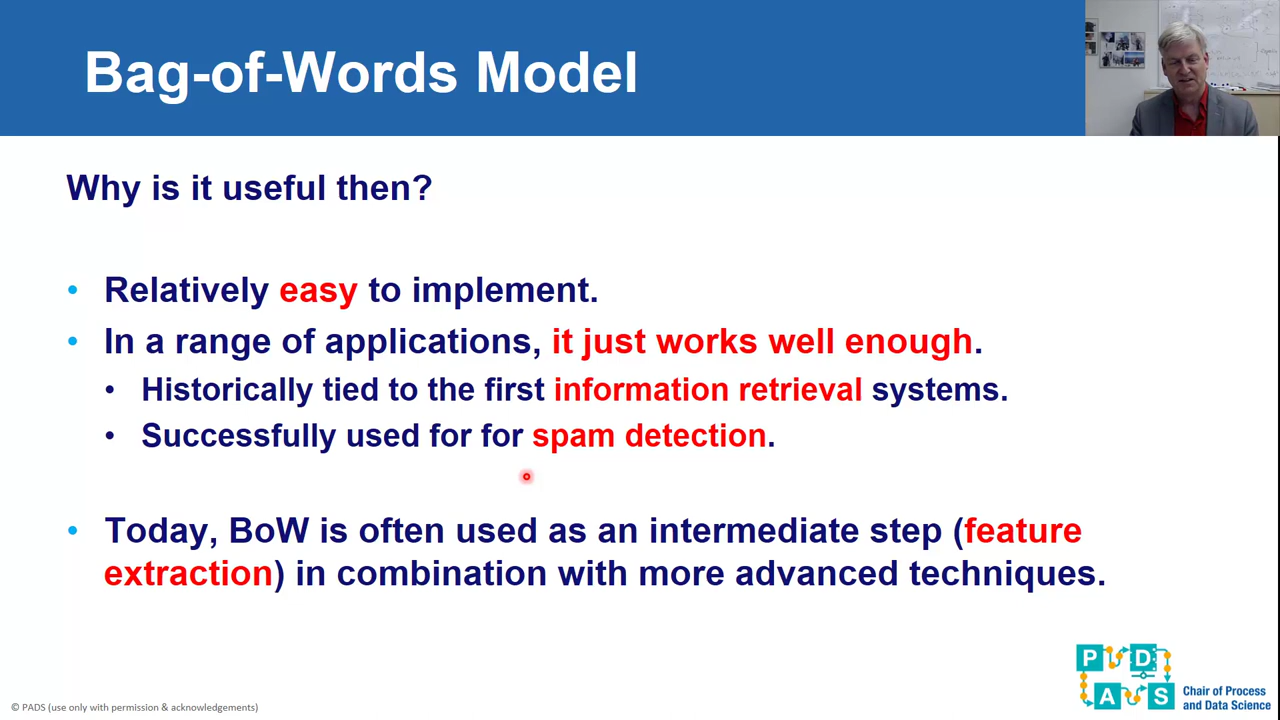 Bag-of-Words Model
Why is it useful then?
• Relatively easy to implement.
• In a range of applications, it just works well enough.
• Historically tied to the first information retrieval systems.
• Successfully used for for spam detection.
• Today, BoW is often used as an intermediate step (feature
extraction) in combination with more advanced techniques.
P D
A S
Chair of Process
and Data Science
© PADS (use only with permission & acknowledgements)